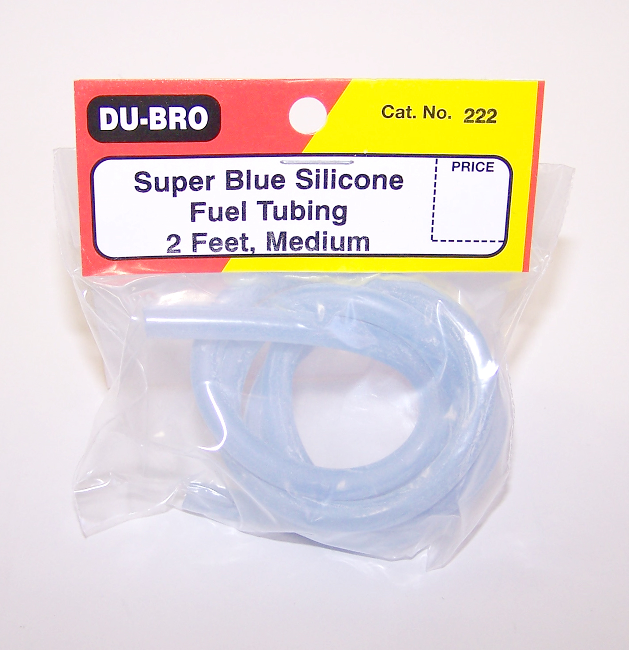 DU-BRO
Cat. No. 222
Super Blue Silicone
Fuel Tubing
2 Feet, Medium
PRICE